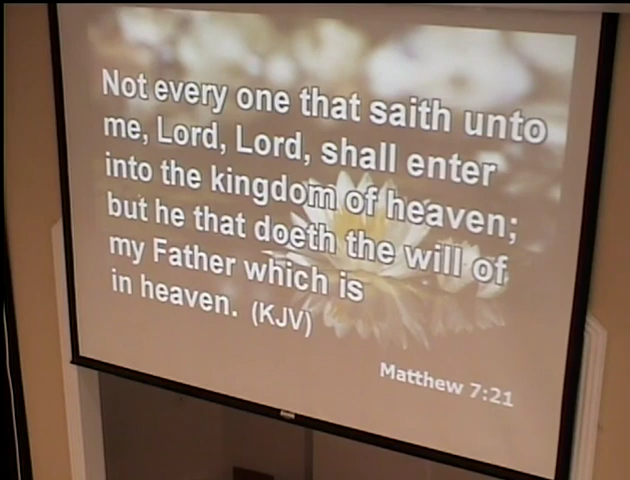 Not every one that saith unto
me, Lord, Lord, shall enter
into the kingdom of heaven;
but he that doeth the will of
my Father which is
in heaven. (KJV)
Matthew 7:21